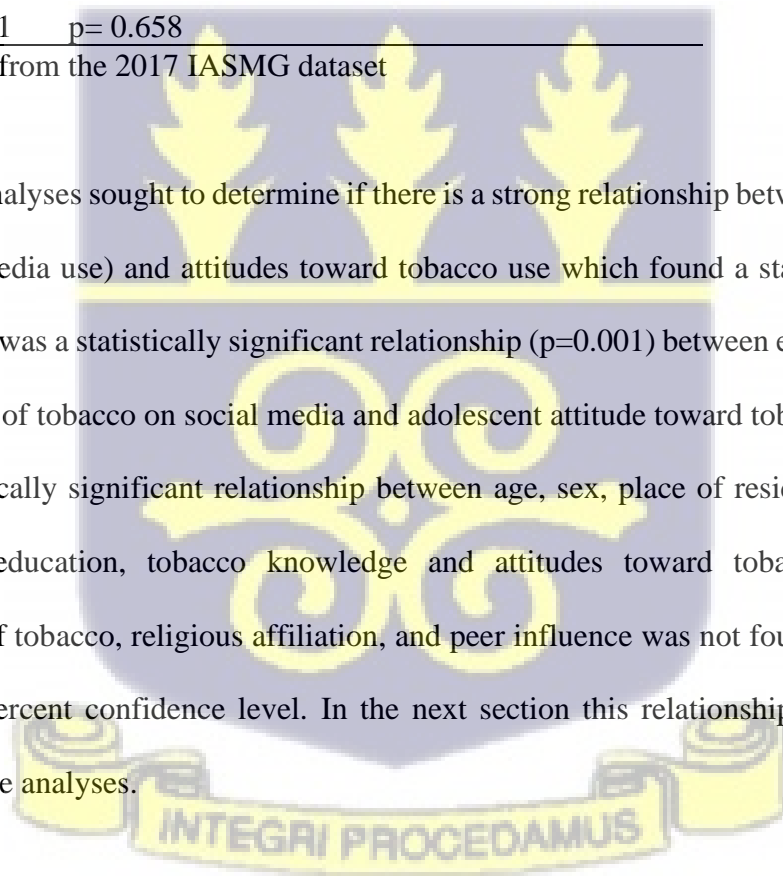 1 p= 0.658
from the 2017 IASMG dataset
nalyses sought to determine if there is a strong relationship betw
edia use) and attitudes toward tobacco use which found a sta
was a statistically significant relationship (p=0.001) between e
of tobacco on social media and adolescent attitude toward tob
cally significant relationship between age, sex, place of resid
education, tobacco knowledge and attitudes toward toba
f tobacco, religious affiliation, and peer influence was not fou
ercent confidence level. In the next section this relationship
e analyses.
INTEGRI PROCEDAMUS